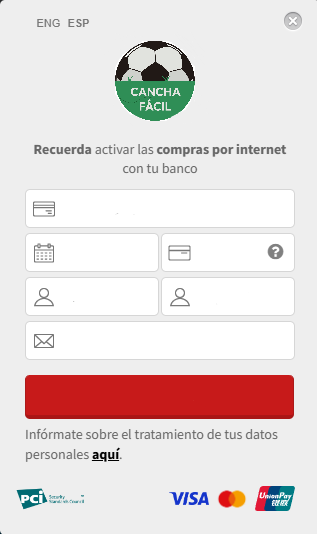 ENG ESP
CANCHA
FÁCIL
Recuerda activar las compras por internet
con tu banco
Infórmate sobre el tratamiento de tus datos
personales aquí.
PCI Security
Standards Council
VISA
UnionPay
银联